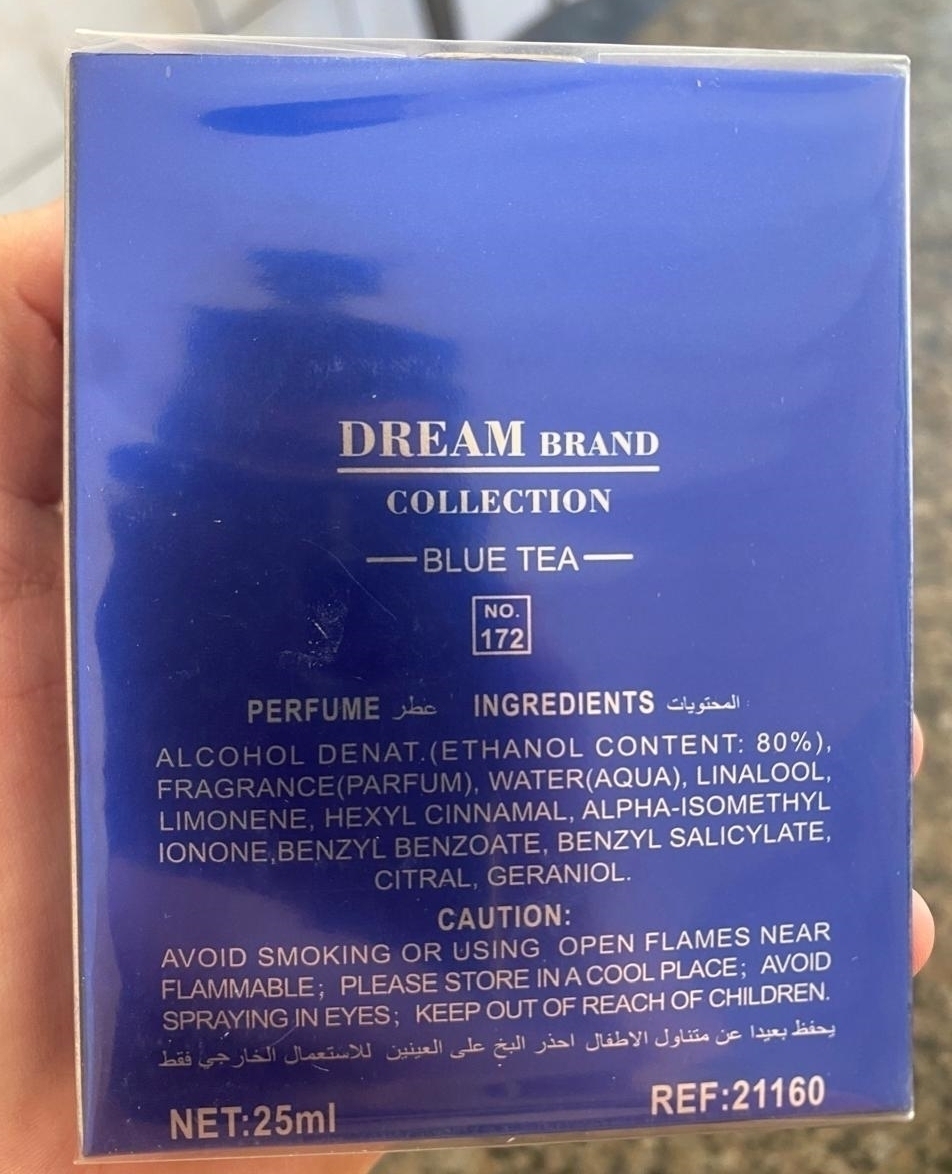 DREAM BRAND
COLLECTION
BLUE TEA
NO.
172
PERFUME عطر INGREDIENTS المحتويات
ALCOHOL DENAT.(ETHANOL CONTENT: 80%),
FRAGRANCE(PARFUM), WATER(AQUA), LINALOOL,
LIMONENE, HEXYL CINNAMAL, ALPHA-ISOMETHYL
IONONE,BENZYL BENZOATE, BENZYL SALICYLATE,
CITRAL, GERANIOL.
CAUTION:
AVOID SMOKING OR USING OPEN FLAMES NEAR
FLAMMABLE; PLEASE STORE IN A COOL PLACE; AVOID
SPRAYING IN EYES; KEEP OUT OF REACH OF CHILDREN.
يحفظ بعيدا عن متناول الاطفال احذر البخ على العينين للاستعمال الخارجي فقط
NET:25ml REF:21160